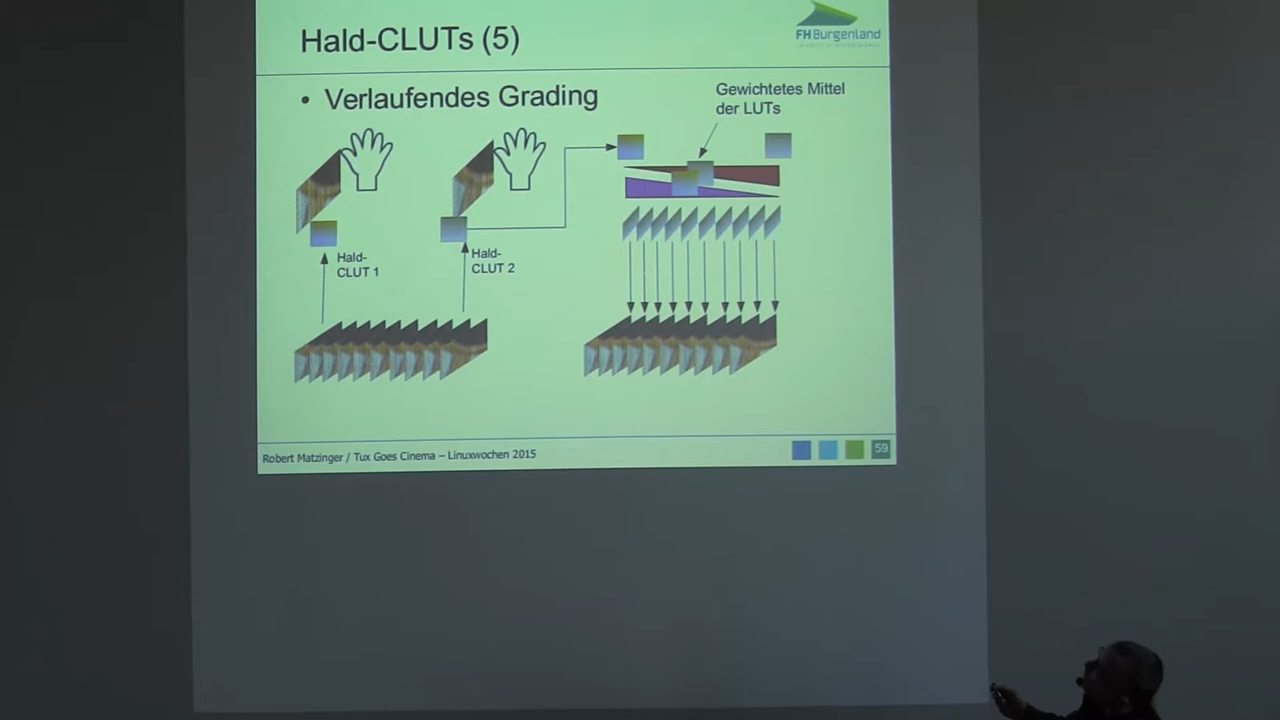 Hald-CLUTs (5)
FH Burgenland
• Verlaufendes Grading
Gewichtetes Mittel
der LUTs
Hald-
CLUT 1
Hald-
CLUT 2
Robert Matzinger / Tux Goes Cinema – Linuxwochen 2015
59